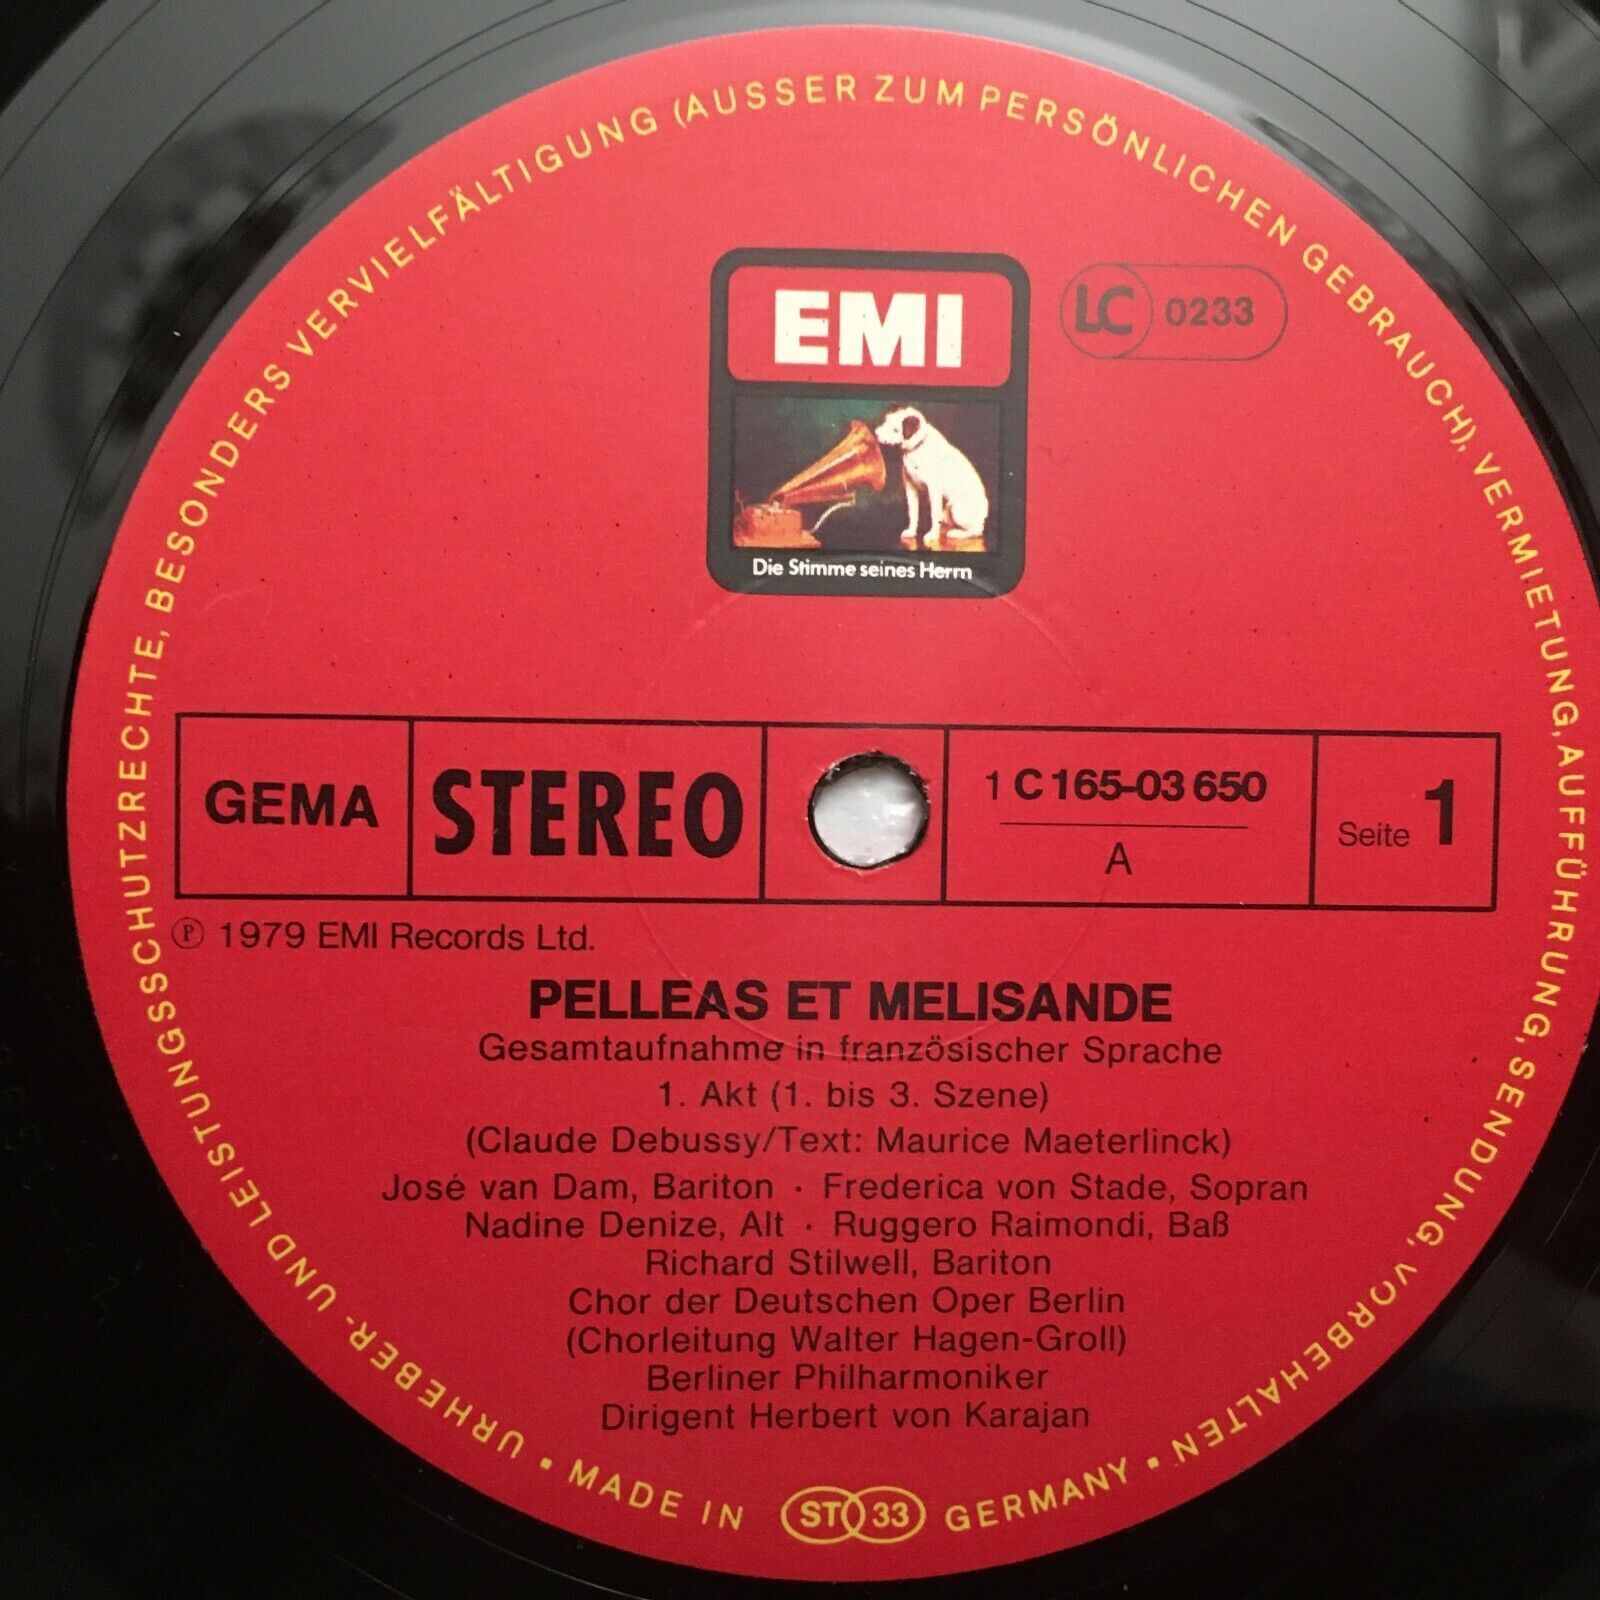 URHEBER- UND LEISTUNGSSCHUTZRECHTE, BESONDERS VERVIELFÄLTIGUNG (AUSSER ZUM PERSÖNLICHEN GEBRAUCH), VERMIETUNG, AUFFÜHRUNG, SENDUNG, VORBEHALTEN
EMI
LC 0233
Die Stimme seines Herrn
GEMA
STEREO
1 C 165-03 650
A
Seite 1
℗ 1979 EMI Records Ltd.
PELLEAS ET MELISANDE
Gesamtaufnahme in französischer Sprache
1. Akt (1. bis 3. Szene)
(Claude Debussy/Text: Maurice Maeterlinck)
José van Dam, Bariton · Frederica von Stade, Sopran
Nadine Denize, Alt · Ruggero Raimondi, Baß
Richard Stilwell, Bariton
Chor der Deutschen Oper Berlin
(Chorleitung Walter Hagen-Groll)
Berliner Philharmoniker
Dirigent Herbert von Karajan
• MADE IN ST 33 GERMANY •